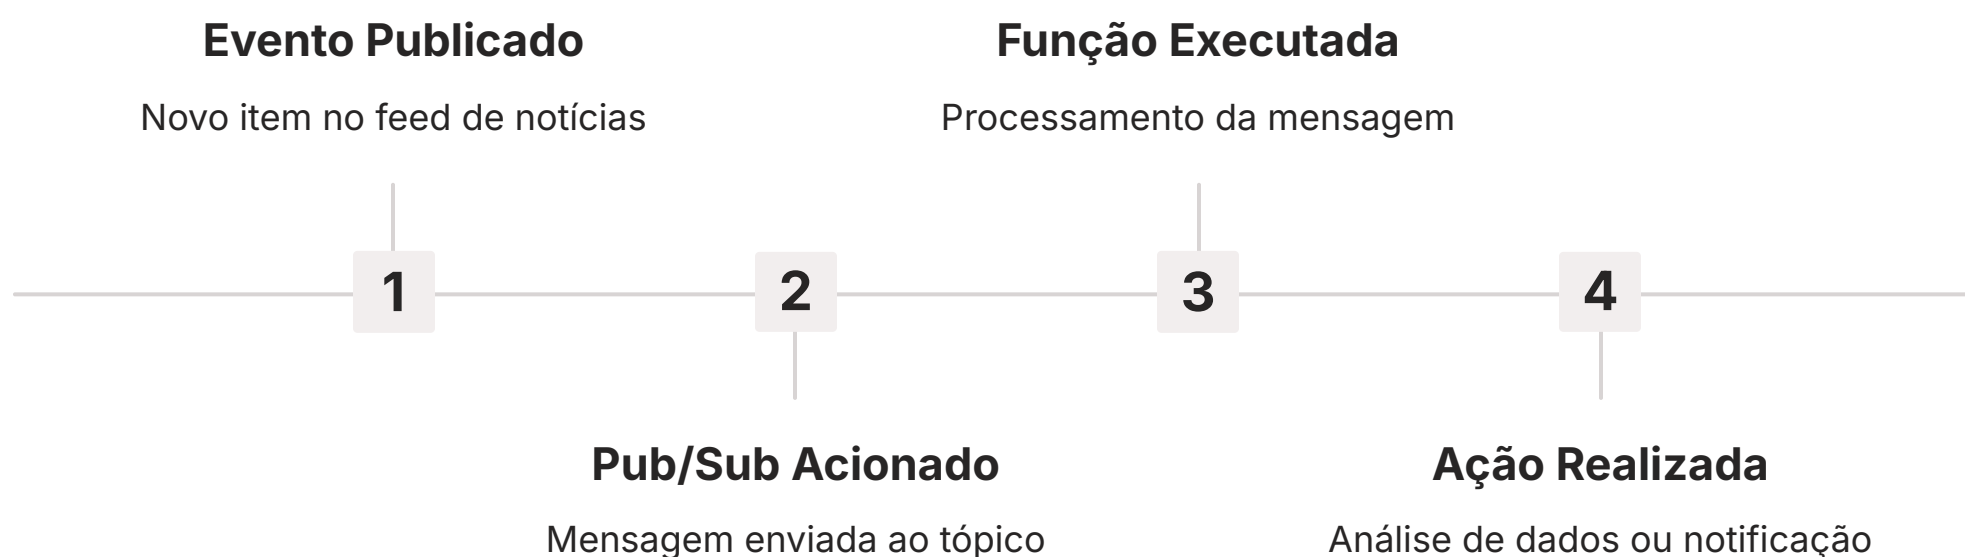 Evento Publicado
Novo item no feed de notícias
1
Pub/Sub Acionado
Mensagem enviada ao tópico
2
Função Executada
Processamento da mensagem
3
Ação Realizada
Análise de dados ou notificação
4